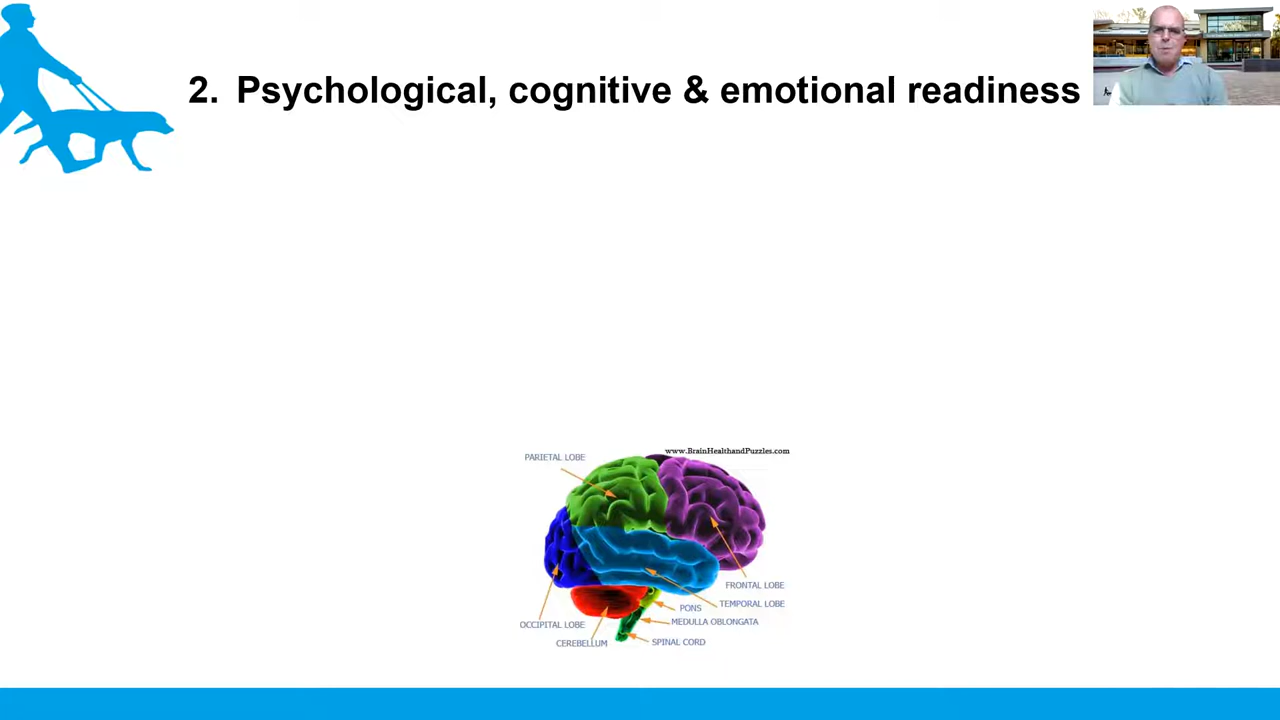 2. Psychological, cognitive & emotional readiness
www.BrainHealthandPuzzles.com
PARIETAL LOBE
FRONTAL LOBE
TEMPORAL LOBE
PONS
MEDULLA OBLONGATA
OCCIPITAL LOBE
CEREBELLUM
SPINAL CORD